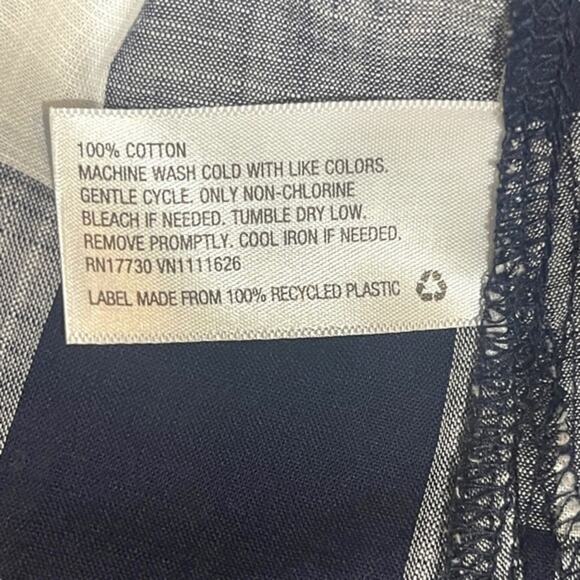 100% COTTON
MACHINE WASH COLD WITH LIKE COLORS.
GENTLE CYCLE. ONLY NON-CHLORINE
BLEACH IF NEEDED. TUMBLE DRY LOW.
REMOVE PROMPTLY. COOL IRON IF NEEDED.
RN17730 VN1111626
LABEL MADE FROM 100% RECYCLED PLASTIC